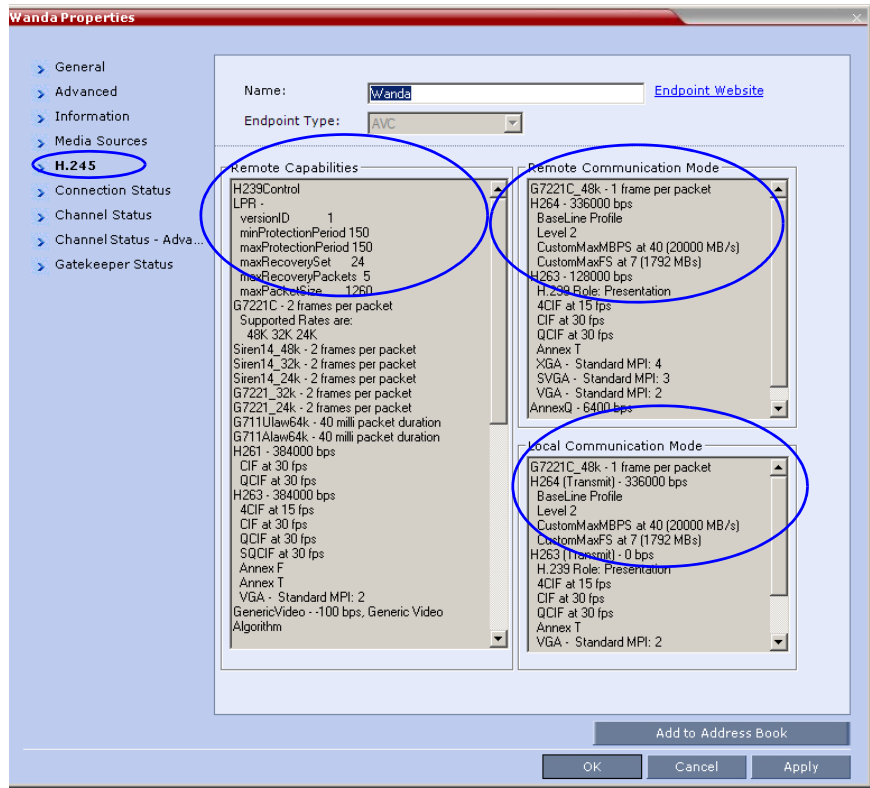 Wanda Properties
General
Advanced
Information
Media Sources
H.245
Connection Status
Channel Status
Channel Status - Adva...
Gatekeeper Status
Name:
Wanda
Endpoint Website
Endpoint Type:
AVC
Remote Capabilities
H239Control
LPR -
versionID 1
minProtectionPeriod 150
maxProtectionPeriod 150
maxRecoverySet 24
maxRecoveryPackets 5
maxPacketSize 1260
G7221C - 2 frames per packet
Supported Rates are:
48K 32K 24K
Siren14_48k - 2 frames per packet
Siren14_32k - 2 frames per packet
Siren14_24k - 2 frames per packet
G7221_32k - 2 frames per packet
G7221_24k - 2 frames per packet
G711Ulaw64k - 40 milli packet duration
G711Alaw64k - 40 milli packet duration
H261 - 384000 bps
CIF at 30 fps
QCIF at 30 fps
H263 - 384000 bps
4CIF at 15 fps
CIF at 30 fps
QCIF at 30 fps
SQCIF at 30 fps
Annex F
Annex T
VGA - Standard MPI: 2
GenericVideo - -100 bps, Generic Video
Algorithm
Remote Communication Mode
G7221C_48k - 1 frame per packet
H264 - 336000 bps
BaseLine Profile
Level 2
CustomMaxMBPS at 40 (20000 MB/s)
CustomMaxFS at 7 (1792 MBs)
H263 - 128000 bps
H.239 Role: Presentation
4CIF at 15 fps
CIF at 30 fps
QCIF at 30 fps
Annex T
XGA - Standard MPI: 4
SVGA - Standard MPI: 3
VGA - Standard MPI: 2
AnnexQ - 6400 bps
Local Communication Mode
G7221C_48k - 1 frame per packet
H264 (Transmit) - 336000 bps
BaseLine Profile
Level 2
CustomMaxMBPS at 40 (20000 MB/s)
CustomMaxFS at 7 (1792 MBs)
H263 (Transmit) - 0 bps
H.239 Role: Presentation
4CIF at 15 fps
CIF at 30 fps
QCIF at 30 fps
Annex T
VGA - Standard MPI: 2
Add to Address Book
OK
Cancel
Apply